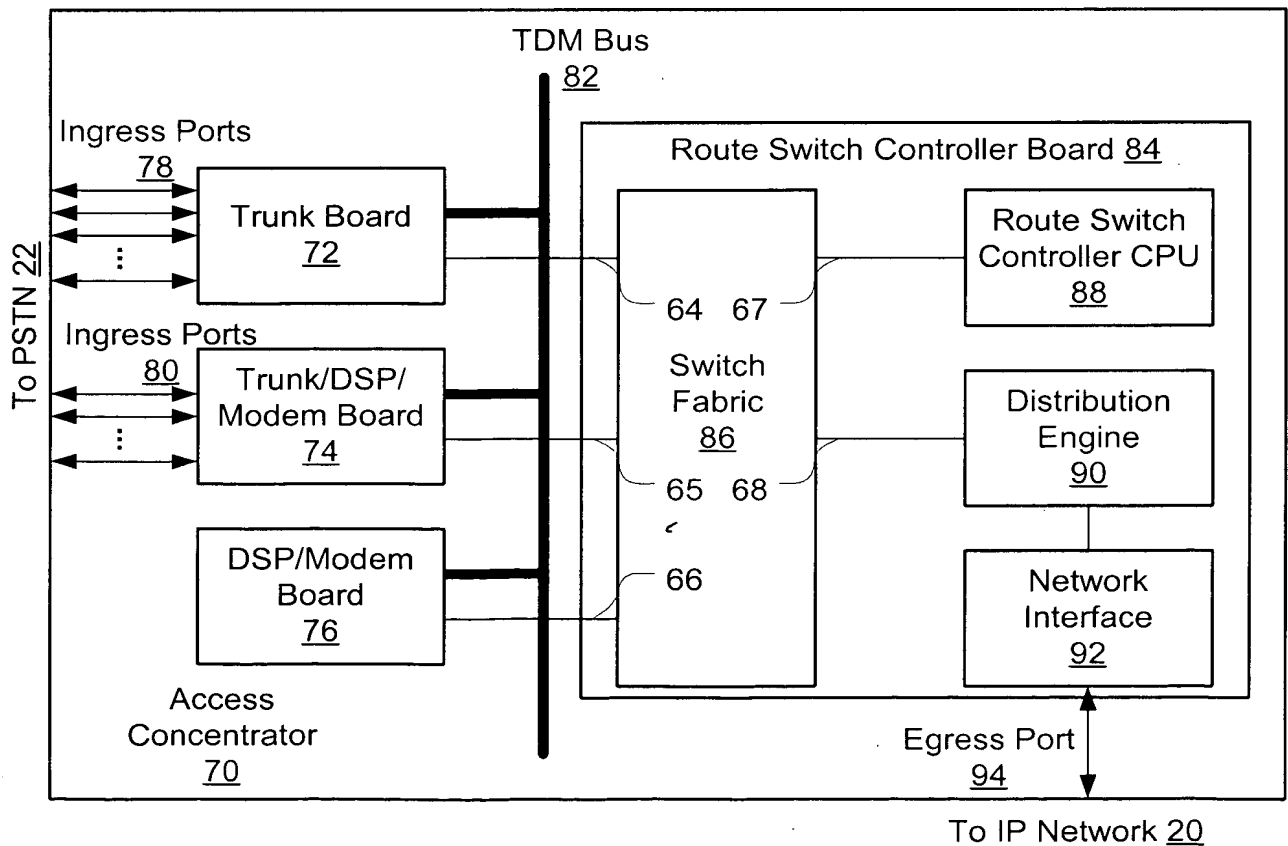 TDM Bus
82
Ingress Ports
78
Trunk Board
72
To PSTN 22
Ingress Ports
80
Trunk/DSP/
Modem Board
74
DSP/Modem
Board
76
Access
Concentrator
70
Route Switch Controller Board 84
64 67
Switch
Fabric
86
65 68
66
Route Switch
Controller CPU
88
Distribution
Engine
90
Network
Interface
92
Egress Port
94
To IP Network 20